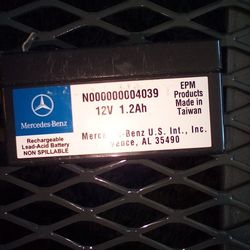 N000000004039
12V 1.2Ah
EPM
Products
Made in
Taiwan
Mercedes-Benz
Rechargeable
Lead-Acid Battery
NON SPILLABLE
U.S. Int., Inc.
Vance, AL 35490